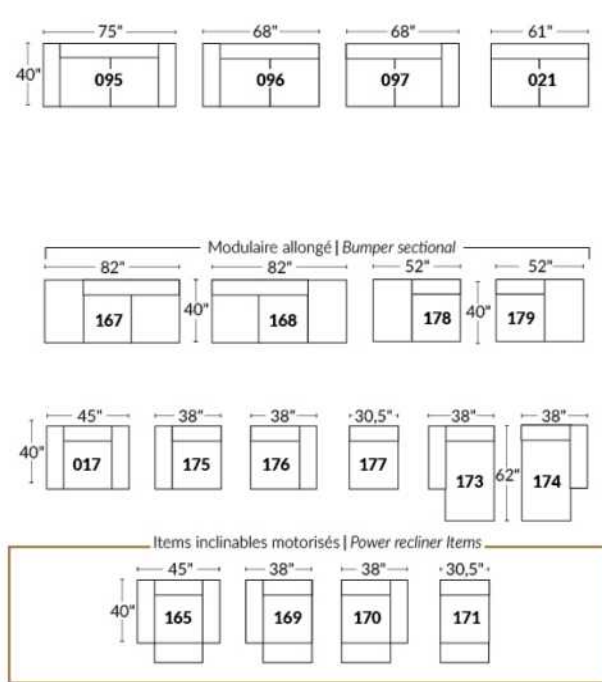 75" 68" 68" 61"
40" 095 096 097 021
Modulaire allongé | Bumper sectional
82" 82" 52" 52"
167 40" 168 178 40" 179
45" 38" 38" 30,5" 38" 38"
40" 017 175 176 177 173 62" 174
Items inclinables motorisés | Power recliner Items
45" 38" 38" 30,5"
40" 165 169 170 171